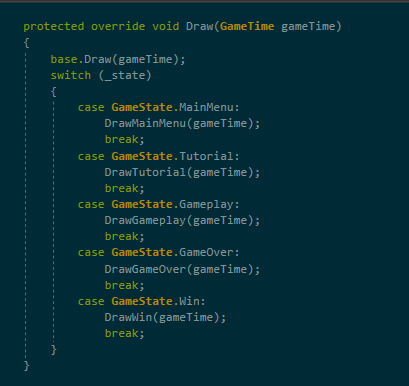 protected override void Draw(GameTime gameTime)
{
base.Draw(gameTime);
switch (_state)
{
case GameState.MainMenu:
DrawMainMenu(gameTime);
break;
case GameState.Tutorial:
DrawTutorial(gameTime);
break;
case GameState.Gameplay:
DrawGameplay(gameTime);
break;
case GameState.GameOver:
DrawGameOver(gameTime);
break;
case GameState.Win:
DrawWin(gameTime);
break;
}
}